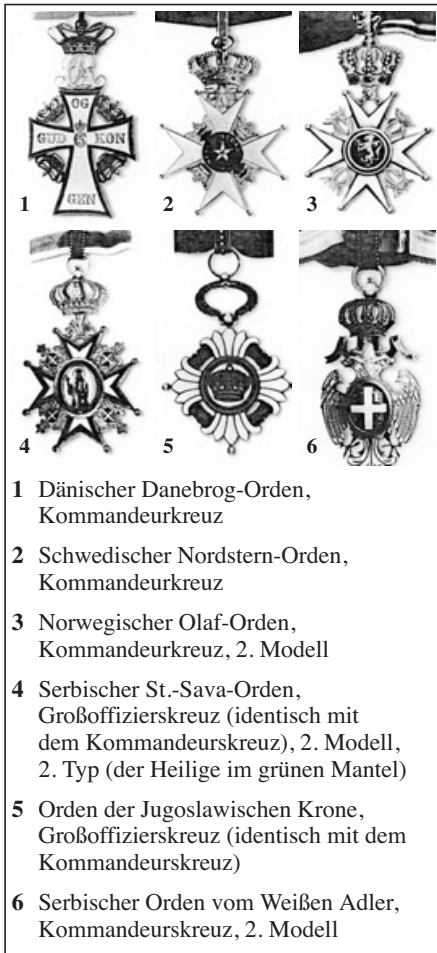 OG
GUD KON
GEN
1
2
3
4
5
6
1 Dänischer Danebrog-Orden,
Kommandeurkreuz
2 Schwedischer Nordstern-Orden,
Kommandeurkreuz
3 Norwegischer Olaf-Orden,
Komandeurkreuz, 2. Modell
4 Serbischer St.-Sava-Orden,
Großoffizierskreuz (identisch mit
dem Kommandeurskreuz), 2. Modell,
2. Typ (der Heilige im grünen Mantel)
5 Orden der Jugoslawischen Krone,
Großoffizierskreuz (identisch mit dem
Kommandeurskreuz)
6 Serbischer Orden vom Weißen Adler,
Kommandeurskreuz, 2. Modell